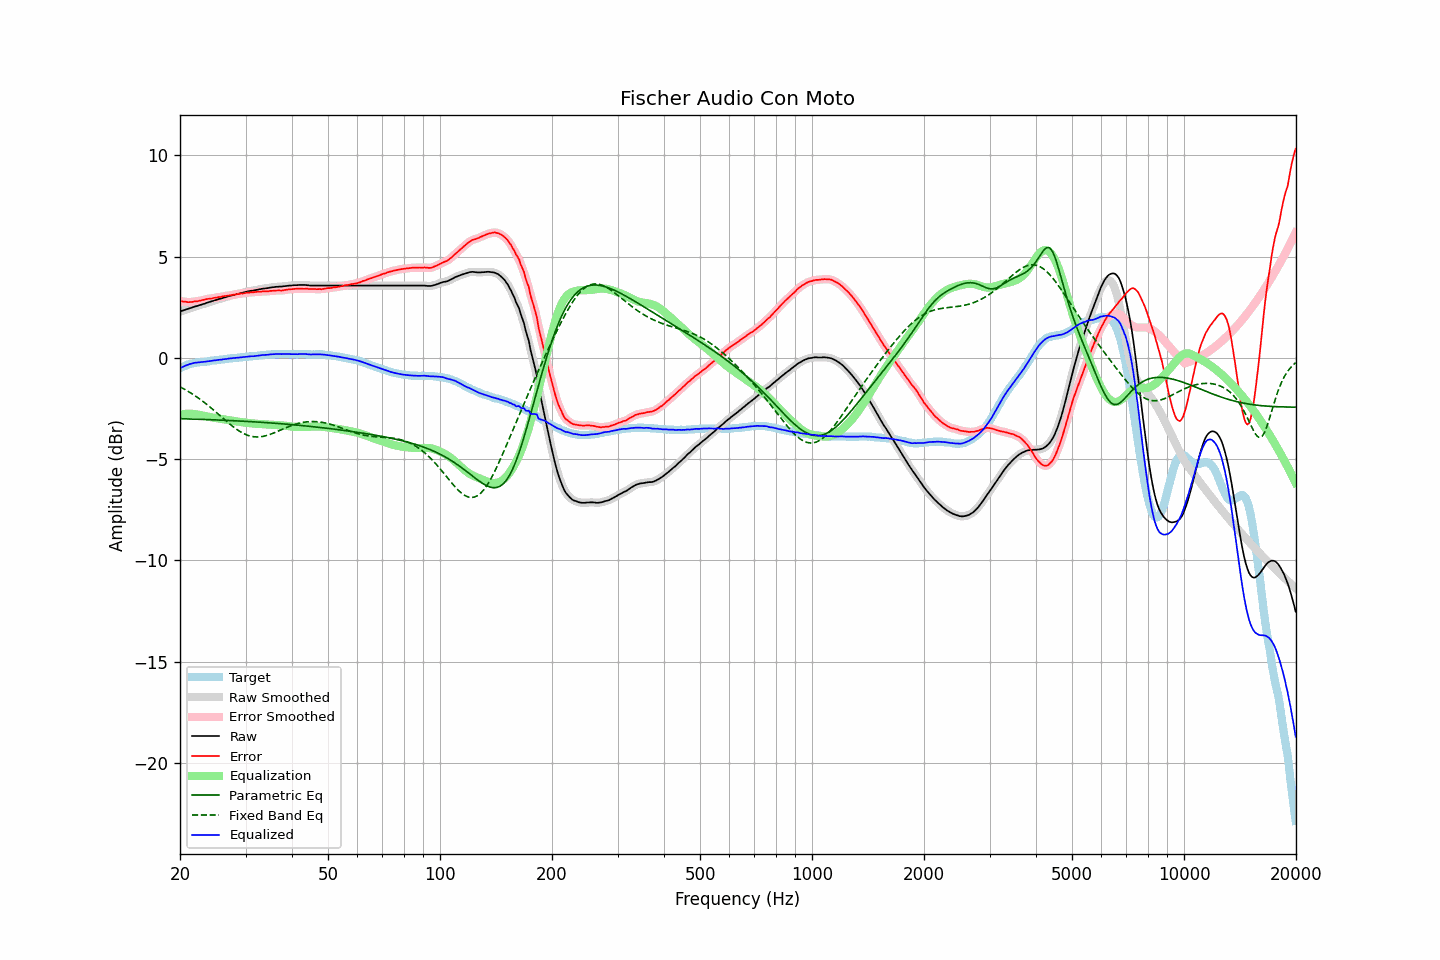 Fischer Audio Con Moto
Amplitude (dBr)
10
5
0
−5
−10
−15
−20
Target
Raw Smoothed
Error Smoothed
Raw
Error
Equalization
Parametric Eq
Fixed Band Eq
Equalized
20 50 100 200 500 1000 2000 5000 10000 20000
Frequency (Hz)